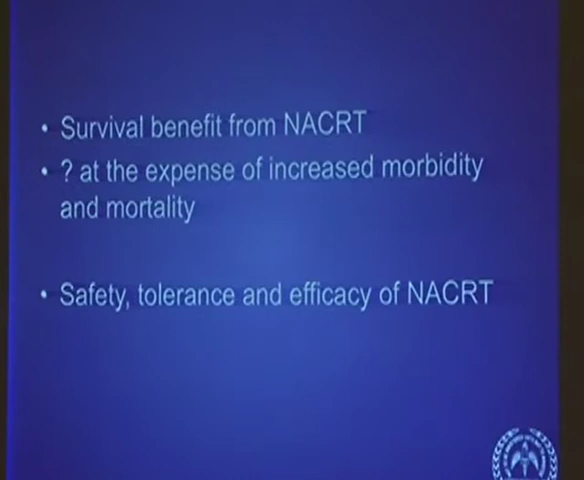 • Survival benefit from NACRT
• ? at the expense of increased morbidity
and mortality
• Safety, tolerance and efficacy of NACRT